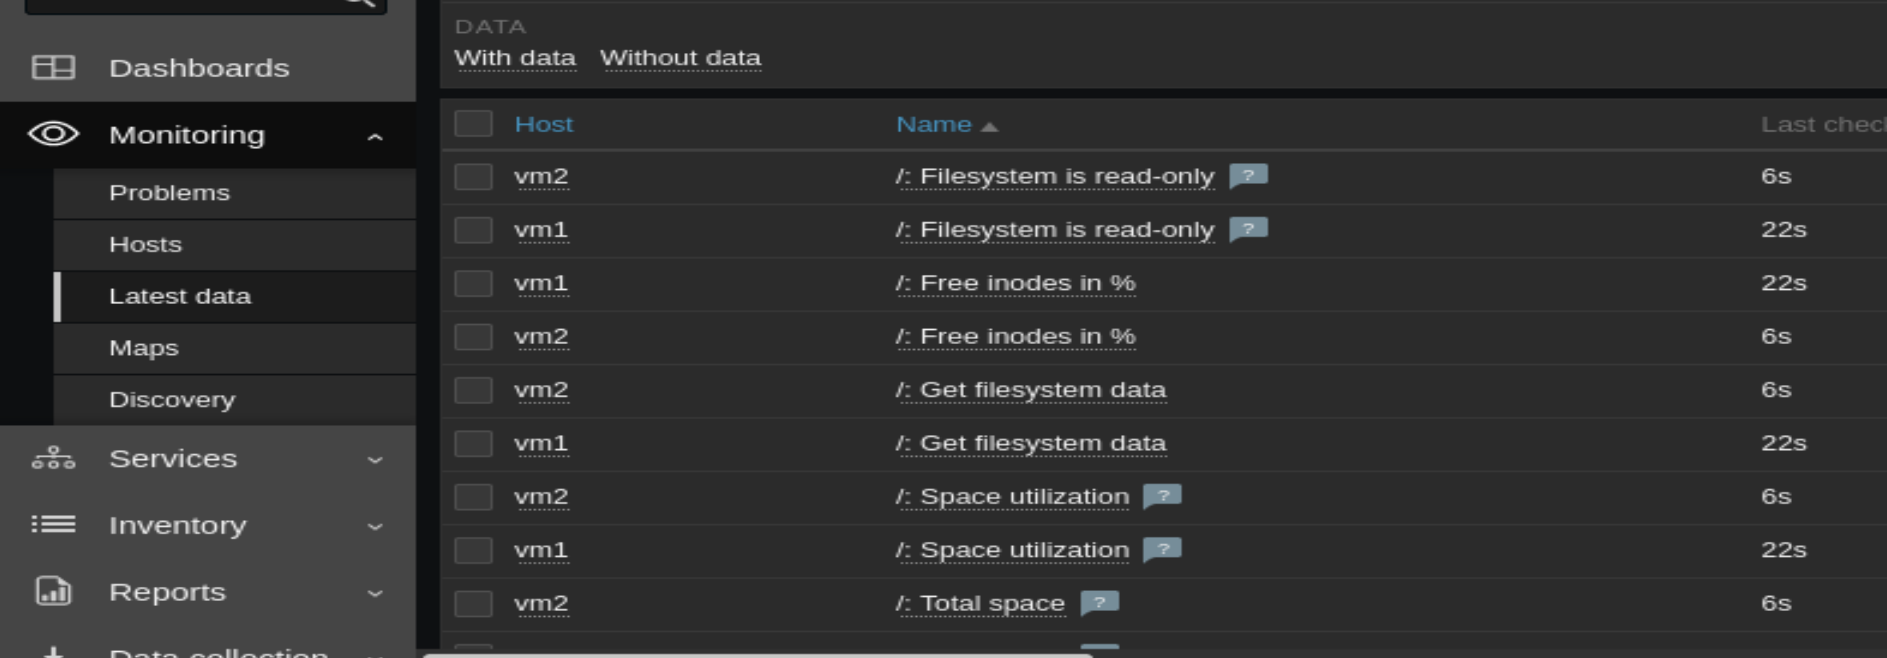 Dashboards
Monitoring
Problems
Hosts
Latest data
Maps
Discovery
Services
Inventory
Reports
Data collection
DATA
With data Without data
Host Name Last chec
vm2 /: Filesystem is read-only ? 6s
vm1 /: Filesystem is read-only ? 22s
vm1 /: Free inodes in % 22s
vm2 /: Free inodes in % 6s
vm2 /: Get filesystem data 6s
vm1 /: Get filesystem data 22s
vm2 /: Space utilization ? 6s
vm1 /: Space utilization ? 22s
vm2 /: Total space ? 6s